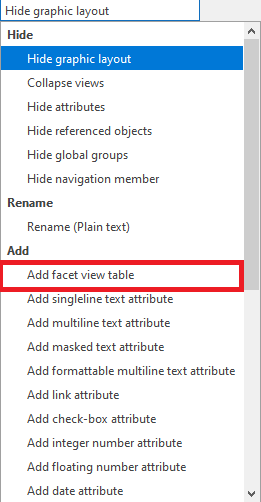 Hide graphic layout
Hide
Hide graphic layout
Collapse views
Hide attributes
Hide referenced objects
Hide global groups
Hide navigation member
Rename
Rename (Plain text)
Add
Add facet view table
Add singleline text attribute
Add multiline text attribute
Add masked text attribute
Add formattable multiline text attribute
Add link attribute
Add check-box attribute
Add integer number attribute
Add floating number attribute
Add date attribute